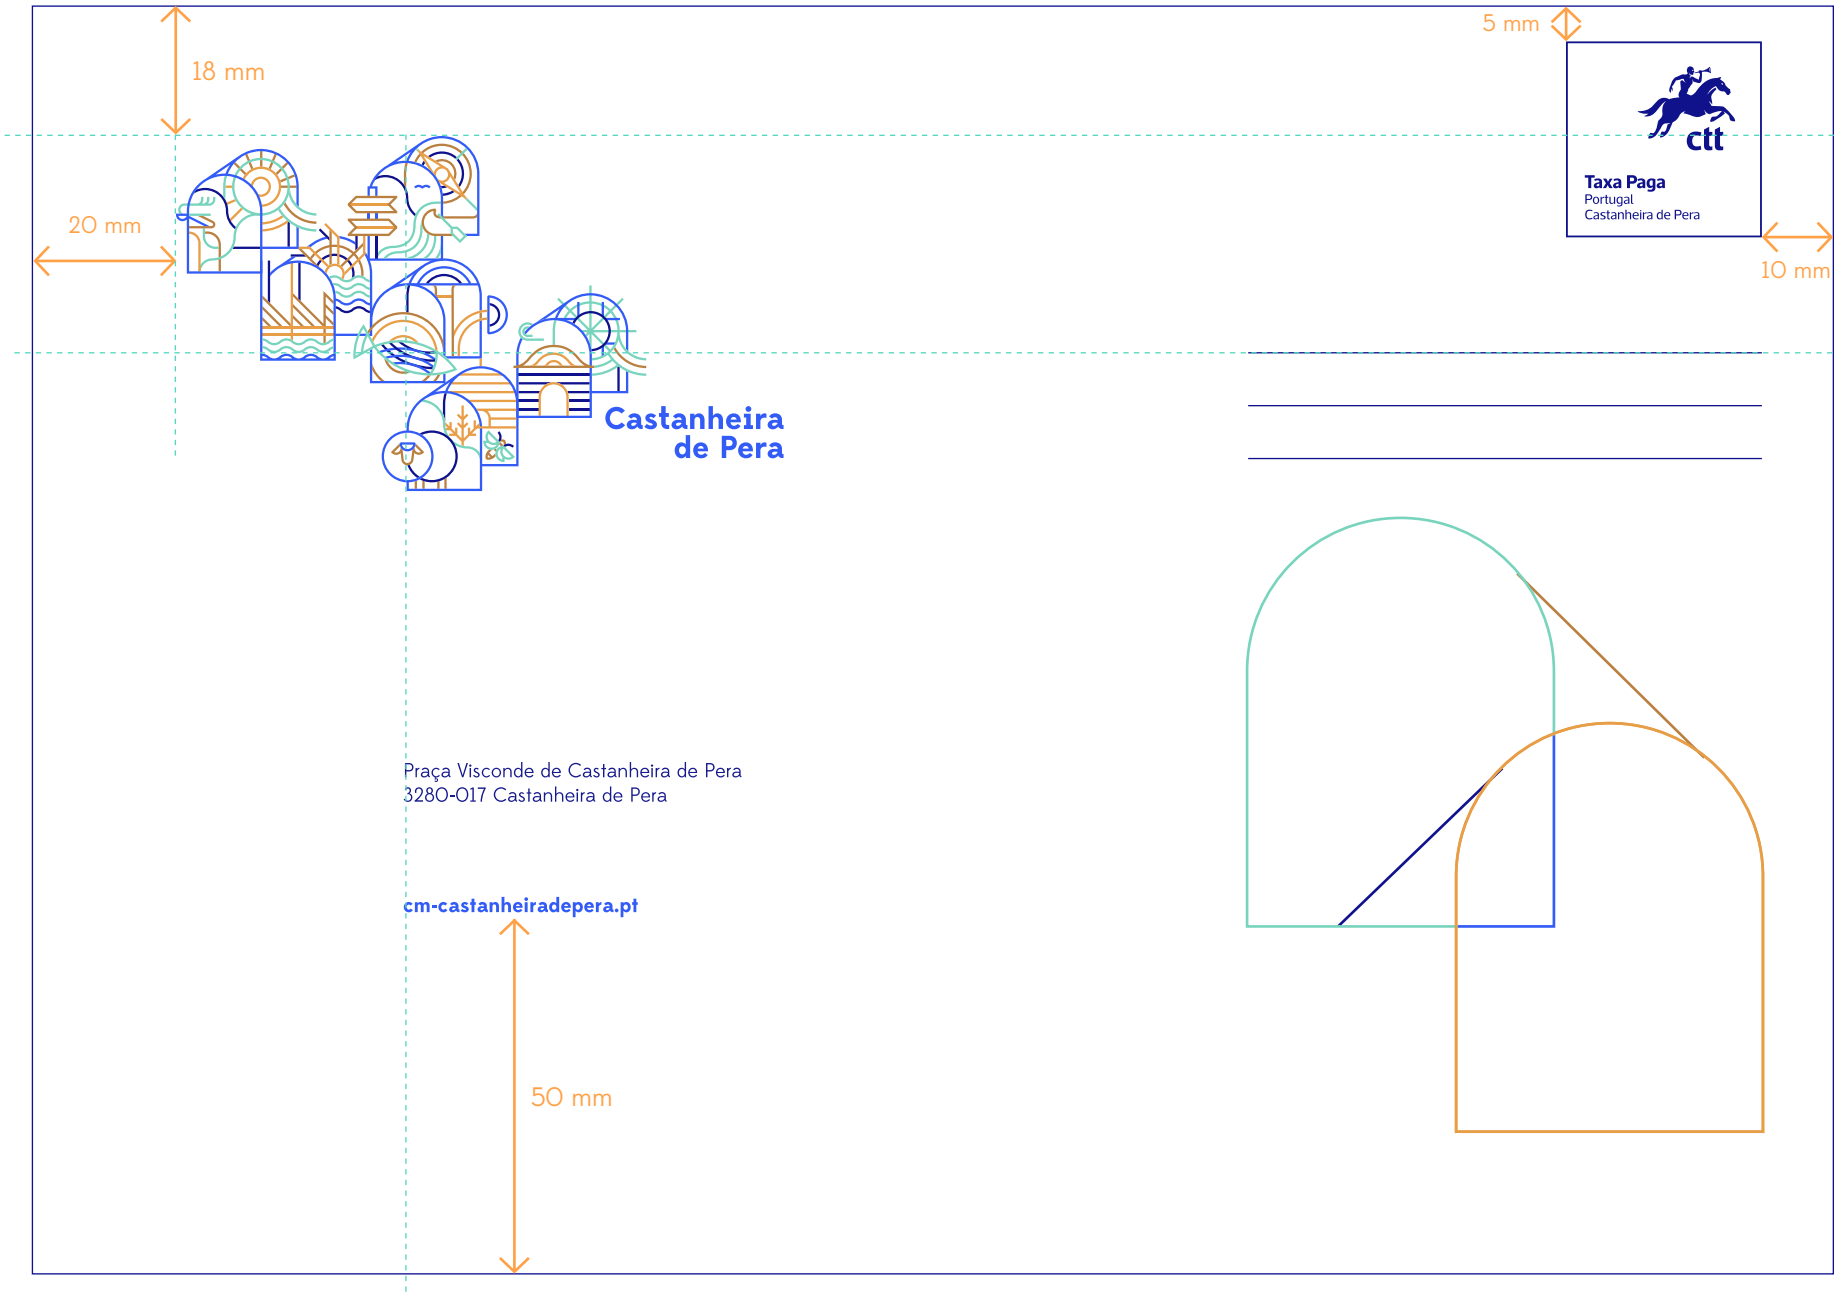 5 mm
18 mm
ctt
Taxa Paga
Portugal
Castanheira de Pera
20 mm
10 mm
Castanheira
de Pera
Praça Visconde de Castanheira de Pera
3280-017 Castanheira de Pera
cm-castanheiradepera.pt
50 mm